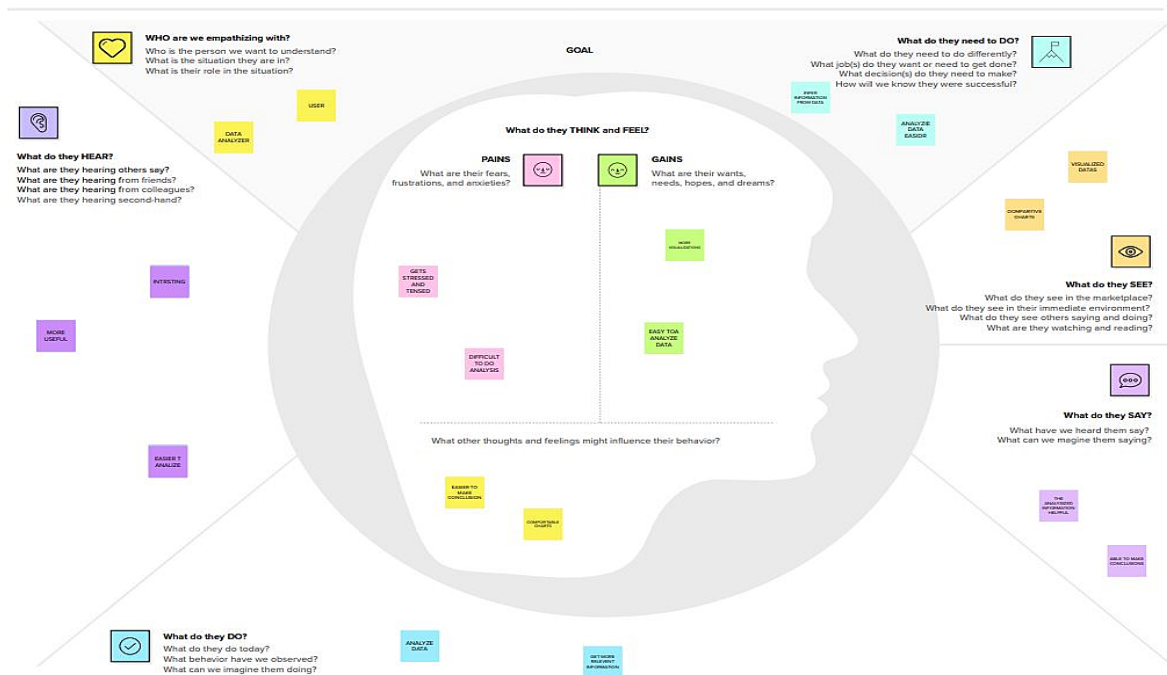 WHO are we empathizing with?
Who is the person we want to understand?
What is the situation they are in?
What is their role in the situation?
USER
DATA
ANALYZER
GOAL
What do they need to DO?
What do they need to do differently?
What job(s) do they want or need to get done?
What decision(s) do they need to make?
How will we know they were successful?
INFER
INFORMATION
FROM DATA
ANALYZIE
DATA
EASIOR
What do they HEAR?
What are they hearing others say?
What are they hearing from friends?
What are they hearing from colleagues?
What are they hearing second-hand?
INTRSTING
MORE
USEFUL
EASIER T
ANALIZE
What do they THINK and FEEL?
PAINS
What are their fears,
frustrations, and anxieties?
GETS
STRESSED
AND
TENSED
DIFFICULT
TO DO
ANALYSIS
GAINS
What are their wants,
needs, hopes, and dreams?
MORE
VISUALIZATIONS
EASY TOA
ANALYZE
DATA
What other thoughts and feelings might influence their behavior?
EASIER TO
MAKE
CONCLUSION
COMFORTABLE
CHARTS
VISUALIZED
DATAS
COMPARTIVE
CHARTS
What do they SEE?
What do they see in the marketplace?
What do they see in their immediate environment?
What do they see others saying and doing?
What are they watching and reading?
What do they SAY?
What have we heard them say?
What can we magine them saying?
THE
ANALYSIZED
INFORMATION
HELPFUL
ABLE TO MAKE
CONCLUSIONS
What do they DO?
What do they do today?
What behavior have we observed?
What can we imagine them doing?
ANALYZE
DATA
GET MORE
RELEVENT
INFORMATION